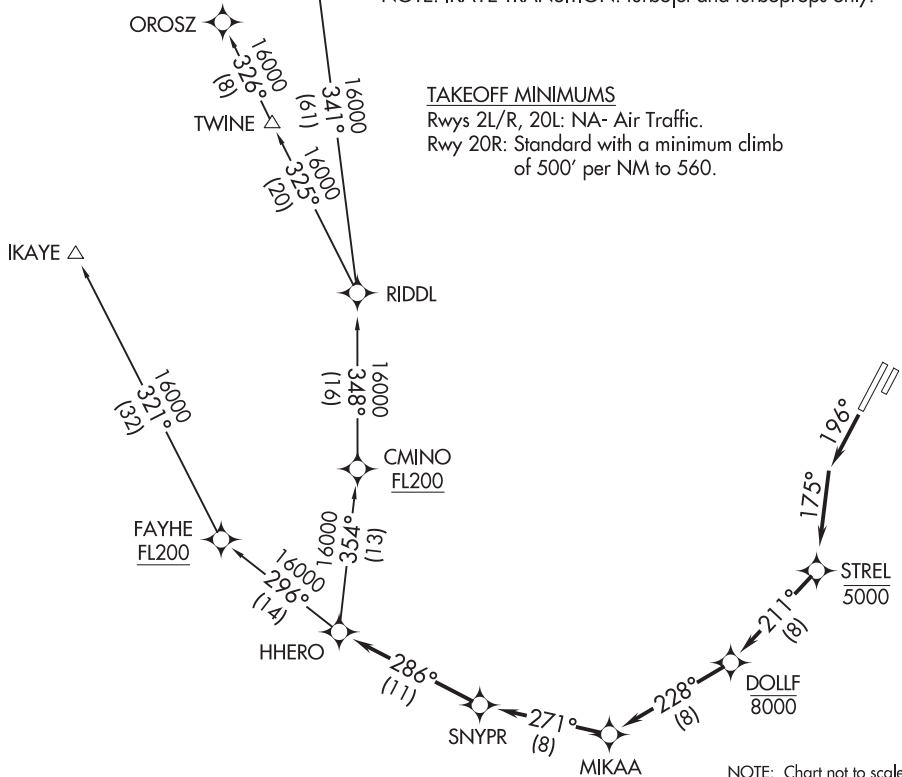 NOTE: IKAYE TRANSITION: Turbojet and turboprops only.
OROSZ
16000
326°
(8)
16000
341°
(61)
TAKEOFF MINIMUMS
Rwys 2L/R, 20L: NA- Air Traffic.
Rwy 20R: Standard with a minimum climb
of 500' per NM to 560.
TWINE
16000
325°
(20)
IKAYE
RIDDL
16000
321°
(32)
16000
348°
(16)
196°
CMINO
FL200
175°
FAYHE
FL200
16000
354°
(13)
STREL
5000
16000
296°
(14)
211°
(8)
HHERO
286°
(11)
DOLLF
8000
228°
(8)
SNYPR
271°
(8)
MIKAA
NOTE: Chart not to scale